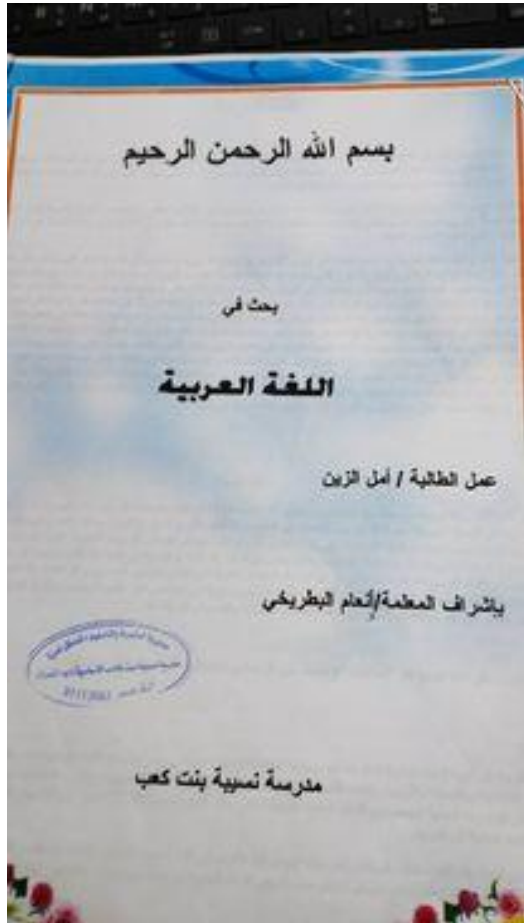 بسم الله الرحمن الرحيم
بحث في
اللغة العربية
عمل الطالبة / أمل الزين
بإشراف المعلمة/أنعام البطريخي
مدرسة نسيبة بنت كعب